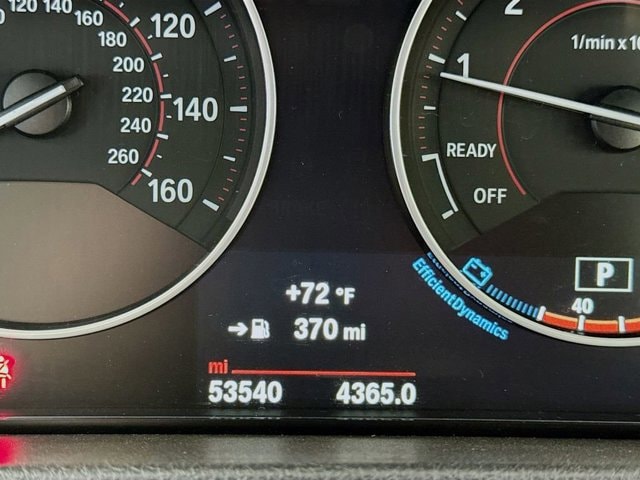 120 140
160
180
200
220
240
260
120
140
160
2
1/min x 10
1
READY
OFF
P
40
EfficientDynamics
+72 °F
370 mi
mi
53540 4365.0